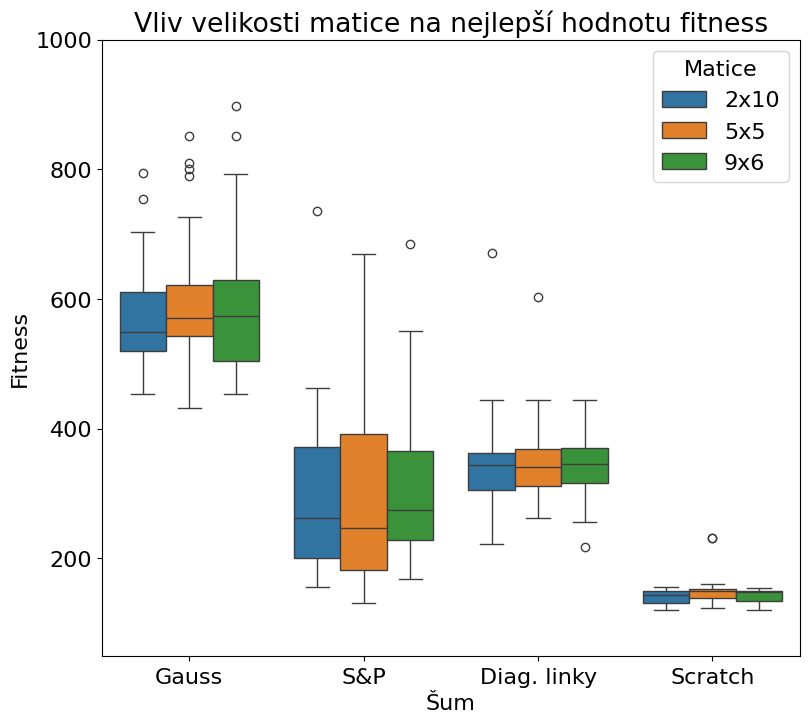 Vliv velikosti matice na nejlepší hodnotu fitness
1000
800
600
400
200
Fitness
Matice
2x10
5x5
9x6
Gauss
S&P
Diag. linky
Scratch
Šum